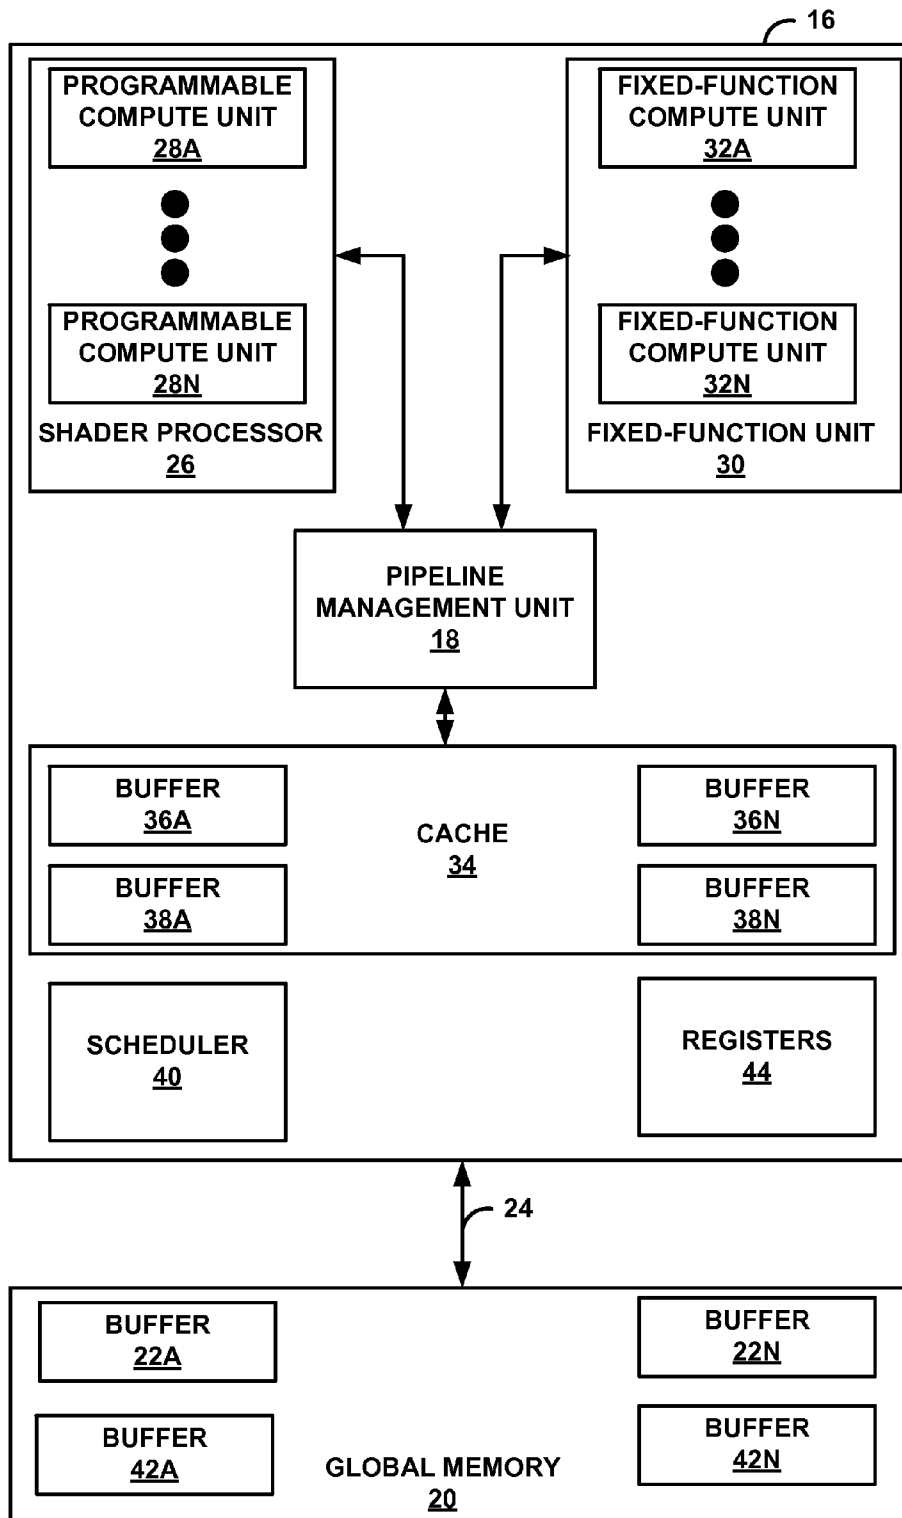 16
PROGRAMMABLE
COMPUTE UNIT
28A
PROGRAMMABLE
COMPUTE UNIT
28N
SHADER PROCESSOR
26
FIXED-FUNCTION
COMPUTE UNIT
32A
FIXED-FUNCTION
COMPUTE UNIT
32N
FIXED-FUNCTION UNIT
30
PIPELINE
MANAGEMENT UNIT
18
BUFFER
36A
BUFFER
38A
CACHE
34
BUFFER
36N
BUFFER
38N
SCHEDULER
40
REGISTERS
44
24
BUFFER
22A
BUFFER
22N
BUFFER
42A
GLOBAL MEMORY
20
BUFFER
42N